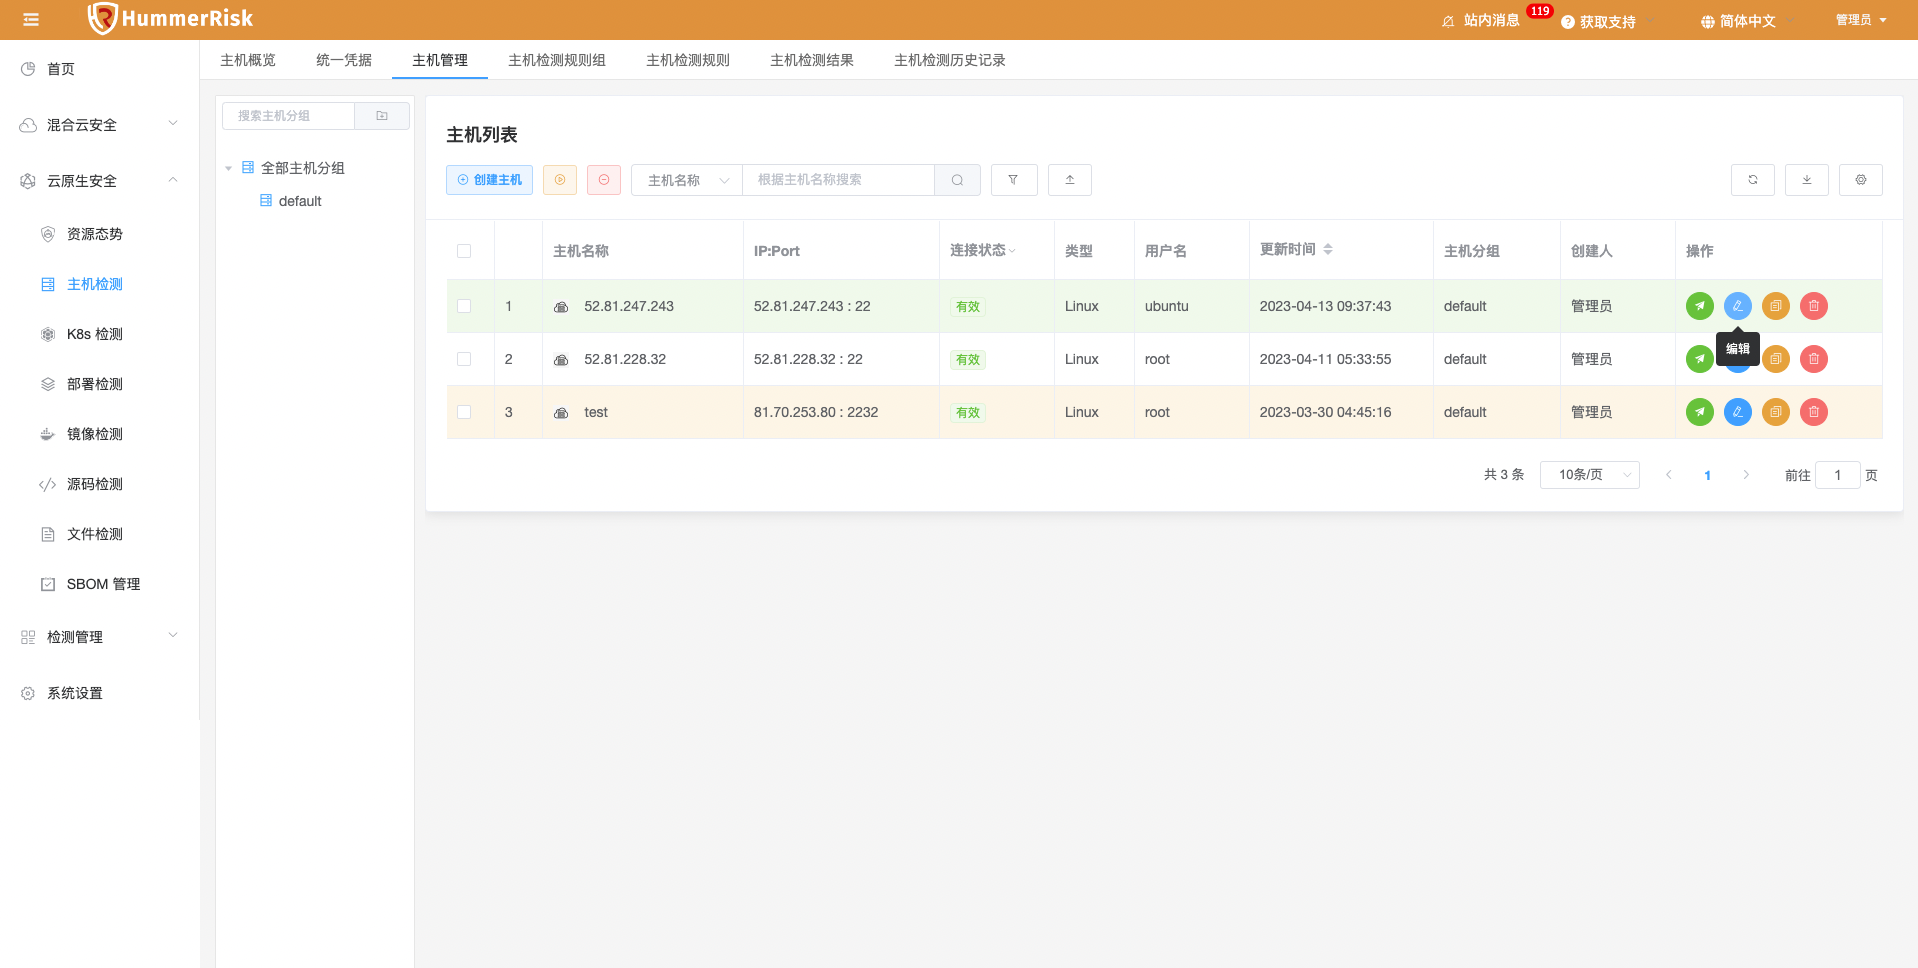 HummerRisk
站内消息
119
获取支持
简体中文
管理员
首页
混合云安全
云原生安全
资源态势
主机检测
K8s 检测
部署检测
镜像检测
源码检测
文件检测
SBOM 管理
检测管理
系统设置
主机概览 统一凭据 主机管理 主机检测规则组 主机检测规则 主机检测结果 主机检测历史记录
搜索主机分组
全部主机分组
default
主机列表
创建主机 主机名称 根据主机名称搜索
主机名称 IP:Port 连接状态 类型 用户名 更新时间 主机分组 创建人 操作
1 52.81.247.243 52.81.247.243 : 22 有效 Linux ubuntu 2023-04-13 09:37:43 default 管理员
2 52.81.228.32 52.81.228.32 : 22 有效 Linux root 2023-04-11 05:33:55 default 管理员
编辑
3 test 81.70.253.80 : 2232 有效 Linux root 2023-03-30 04:45:16 default 管理员
共 3 条 10条/页 1 前往 1 页